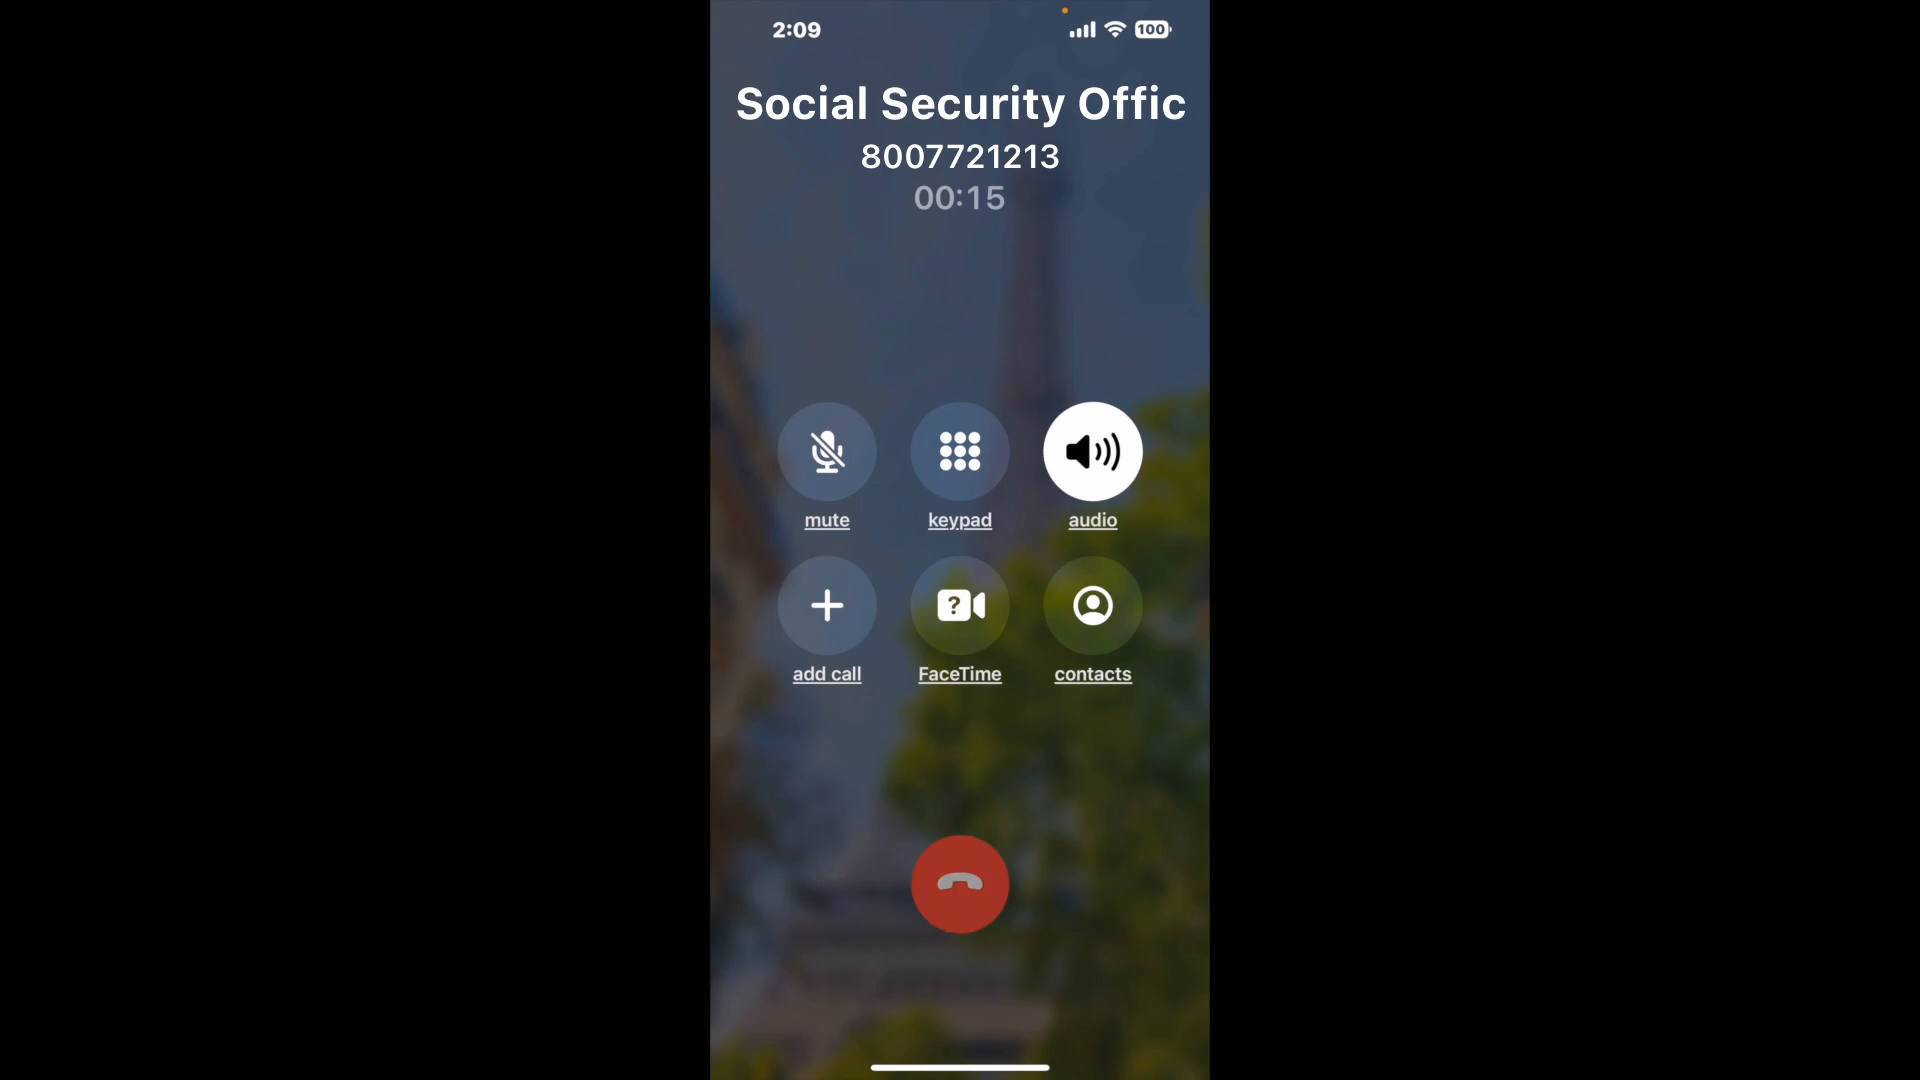 2:09
100
Social Security Offic
8007721213
00:15
mute
keypad
audio
?
add call
FaceTime
contacts